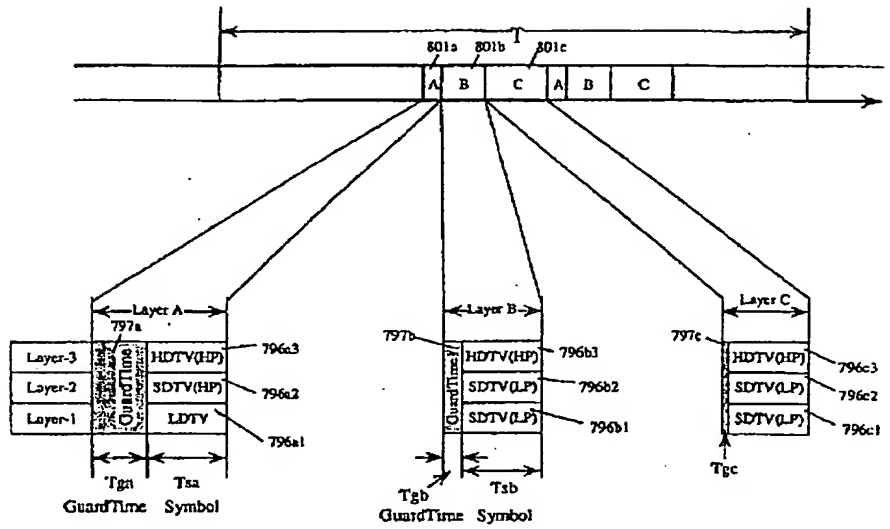 T
801a 801b 801c
A B C A B C
Layer A
Layer B
Layer C
797a
797b
797c
Layer-3 GuardTime HDTV(HP) 796a3
Layer-2 SDTV(HP) 796a2
Layer-1 LDTV 796a1
GuardTime HDTV(HP) 796b3
SDTV(LP) 796b2
SDTV(LP) 796b1
HDTV(HP) 796c3
SDTV(LP) 796c2
SDTV(LP) 796c1
Tga Tsa
GuardTime Symbol
Tgb Tsb
GuardTime Symbol
Tgc